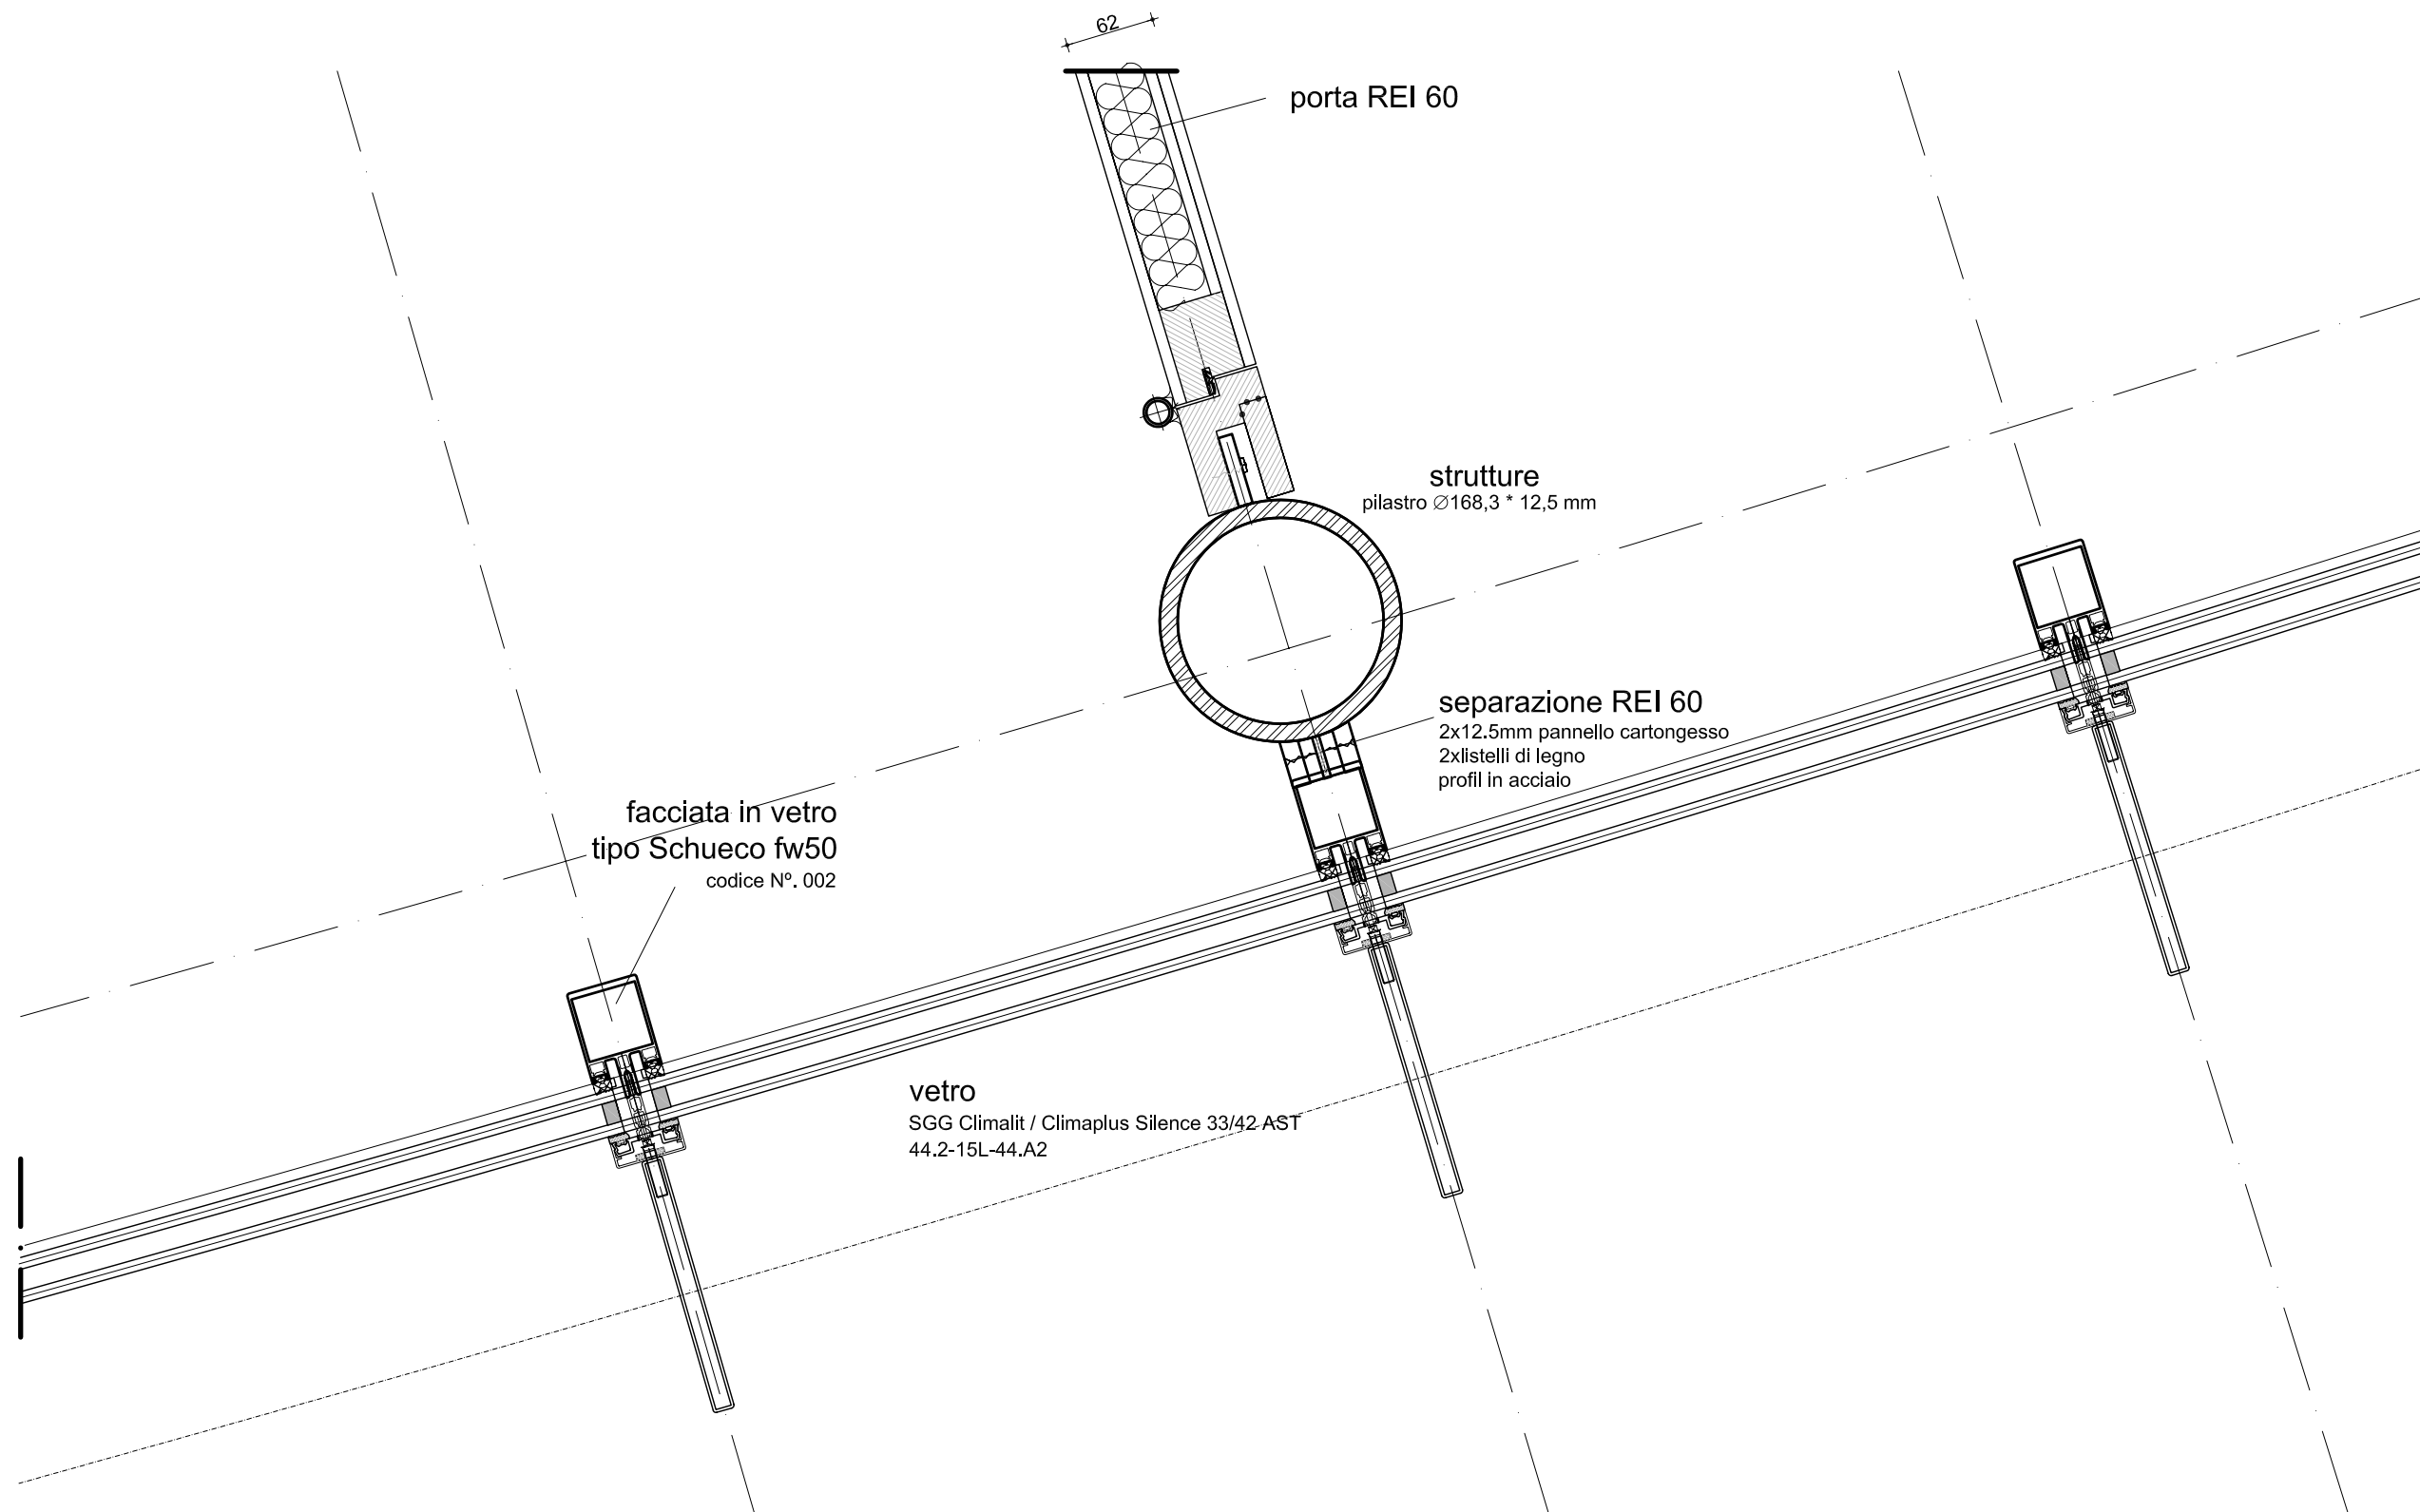 62
porta REI 60
strutture
pilastro ∅168,3 * 12,5 mm
separazione REI 60
2x12.5mm pannello cartongesso
2xlistelli di legno
profil in acciaio
facciata in vetro
tipo Schueco fw50
codice Nº. 002
vetro
SGG Climalit / Climaplus Silence 33/42 AST
44.2-15L-44.A2